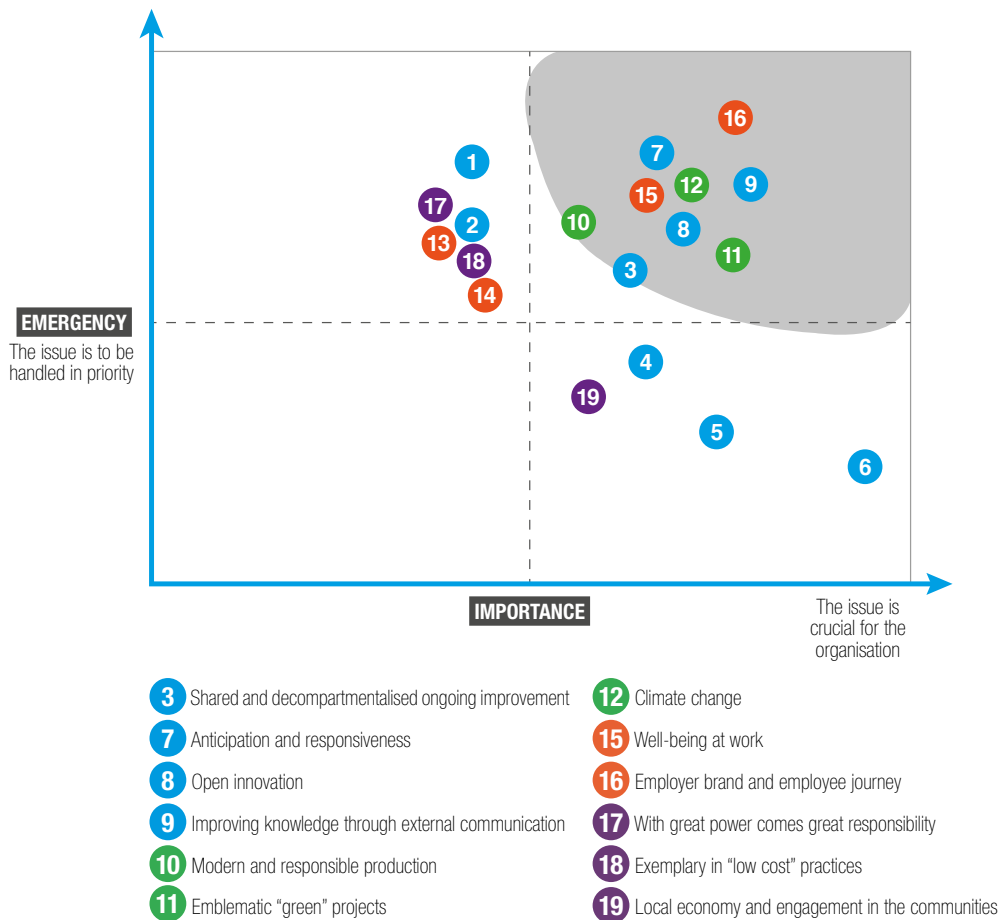 16
7
1
12
9
15
17
10
2
8
13
11
18
3
14
EMERGENCY
The issue is to be
handled in priority
4
19
5
6
IMPORTANCE
The issue is
crucial for the
organisation
3 Shared and decompartmentalised ongoing improvement
7 Anticipation and responsiveness
8 Open innovation
9 Improving knowledge through external communication
10 Modern and responsible production
11 Emblematic “green” projects
12 Climate change
15 Well-being at work
16 Employer brand and employee journey
17 With great power comes great responsibility
18 Exemplary in “low cost” practices
19 Local economy and engagement in the communities